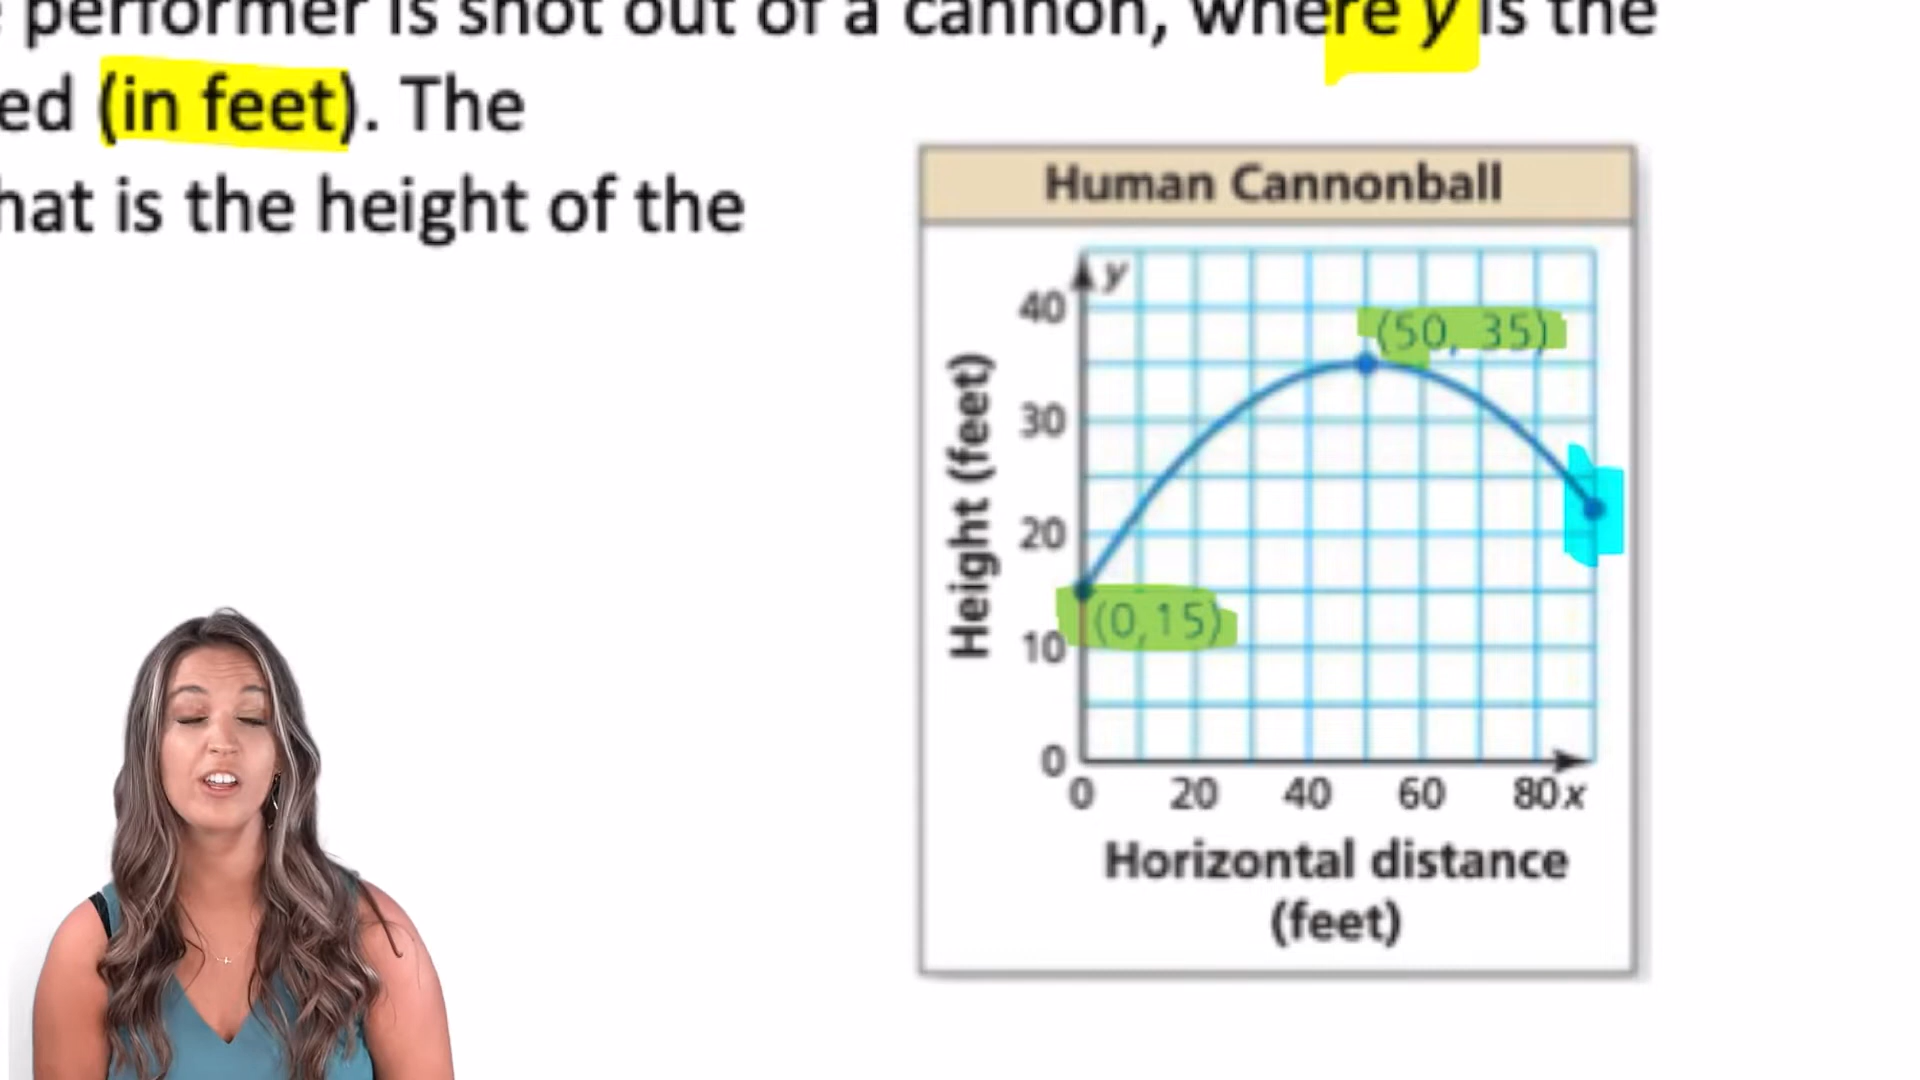 performer is shot out of a cannon, where y is the
ed (in feet). The
hat is the height of the
Human Cannonball
y
40
(50, 35)
30
20
(0,15)
10
0
0 20 40 60 80 x
Height (feet)
Horizontal distance
(feet)